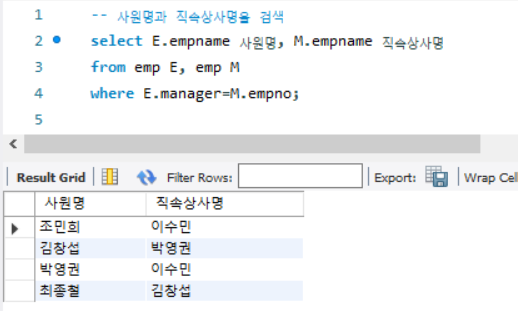 1 -- 사원명과 직속상사명을 검색
2 select E.empname 사원명, M.empname 직속상사명
3 from emp E, emp M
4 where E.manager=M.empno;
5
Result Grid Filter Rows: Export: Wrap Cell
사원명 직속상사명
조민희 이수민
김창섭 박영권
박영권 이수민
최종철 김창섭